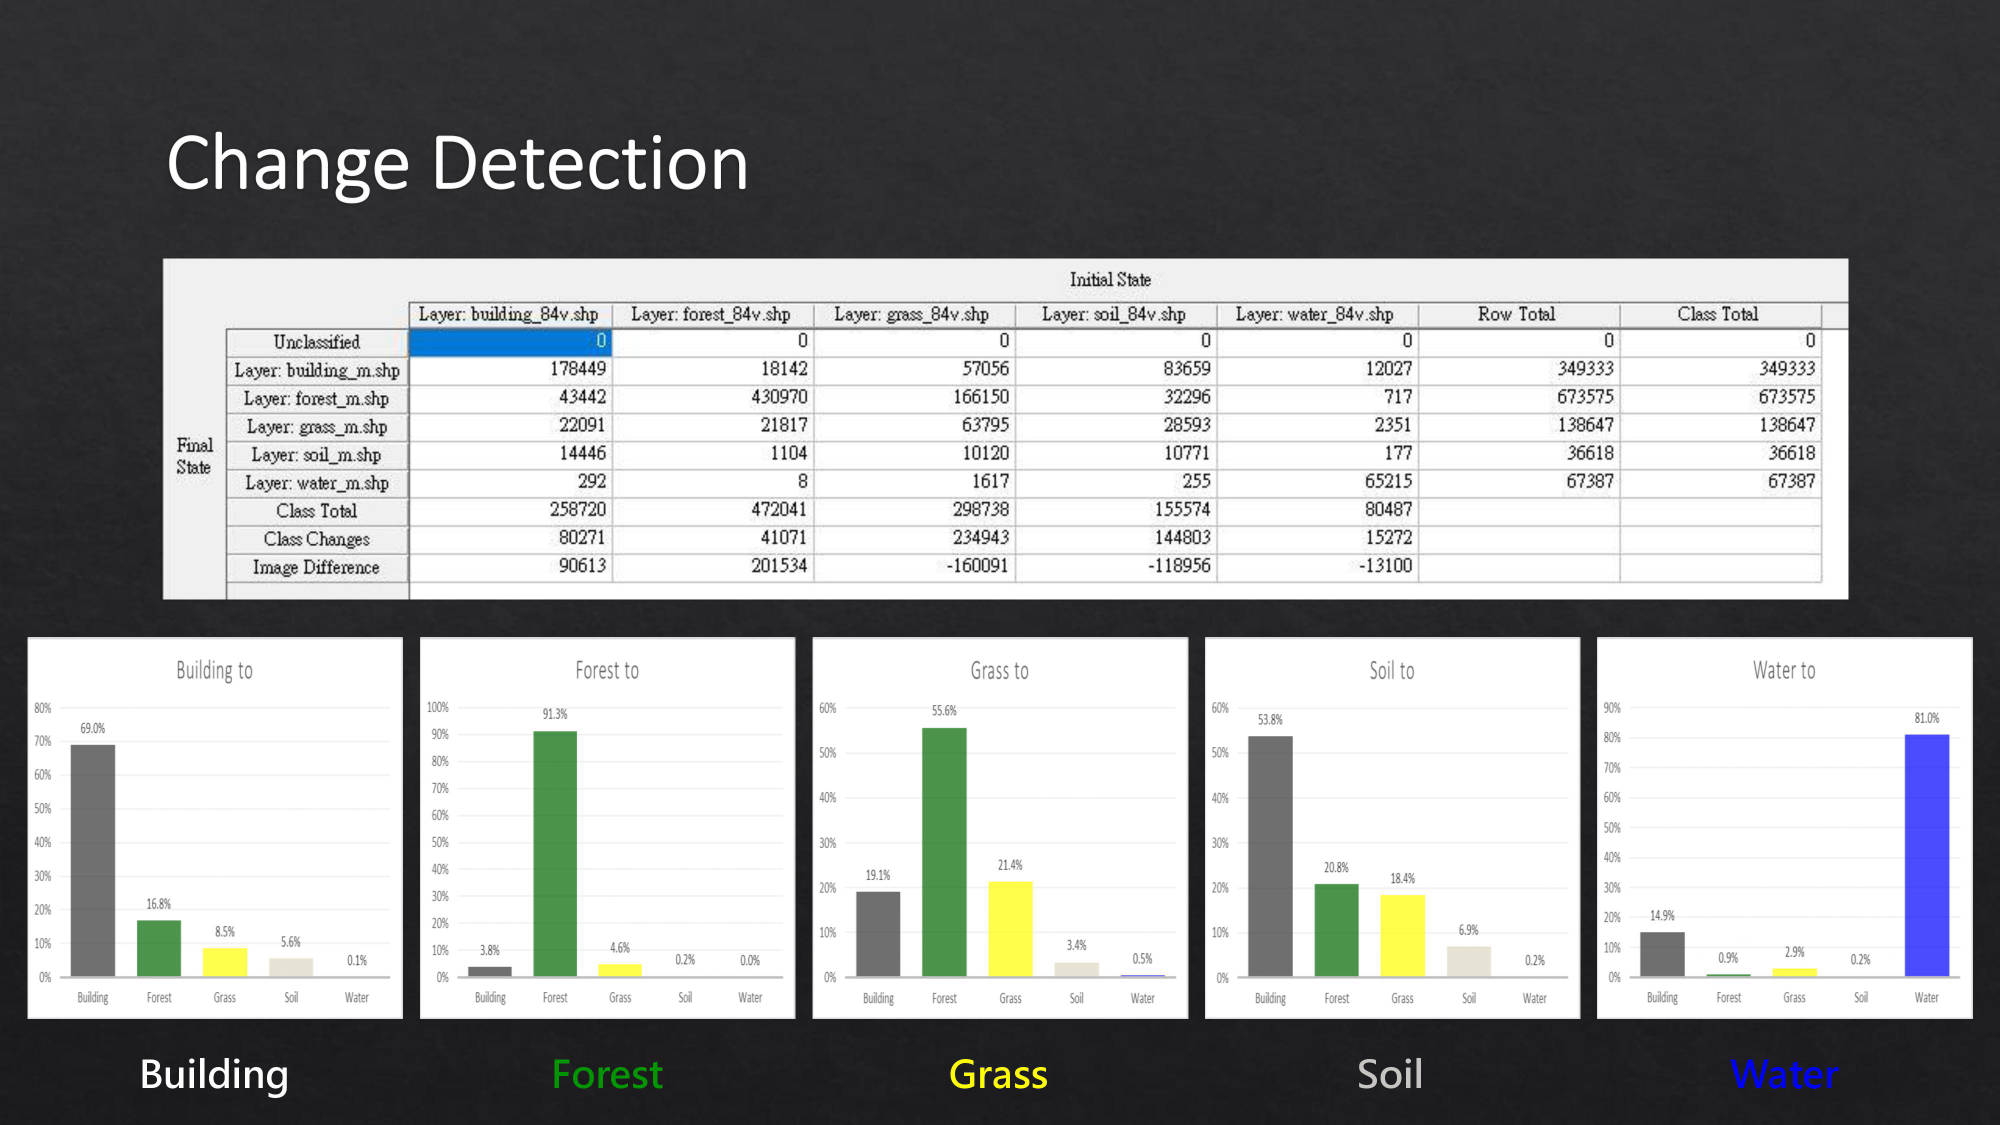 Change Detection
Initial State
Layer: building_84v.shp Layer: forest_84v.shp Layer: grass_84v.shp Layer: soil_84v.shp Layer: water_84v.shp Row Total Class Total
Unclassified 0 0 0 0 0 0 0
Layer: building_m.shp 178449 18142 57056 83659 12027 349333 349333
Layer: forest_m.shp 43442 430970 166150 32296 717 673575 673575
Layer: grass_m.shp 22091 21817 63795 28593 2351 138647 138647
Final State
Layer: soil_m.shp 14446 1104 10120 10771 177 36618 36618
Layer: water_m.shp 292 8 1617 255 65215 67387 67387
Class Total 258720 472041 298738 155574 80487
Class Changes 80271 41071 234943 144803 15272
Image Difference 90613 201534 -160091 -118956 -13100
Building to
80%
70%
60%
50%
40%
30%
20%
10%
0%
69.0% 16.8% 8.5% 5.6% 0.1%
Building Forest Grass Soil Water
Forest to
100%
90%
80%
70%
60%
50%
40%
30%
20%
10%
0%
3.8% 91.3% 4.6% 0.2% 0.0%
Building Forest Grass Soil Water
Grass to
60%
50%
40%
30%
20%
10%
0%
19.1% 55.6% 21.4% 3.4% 0.5%
Building Forest Grass Soil Water
Soil to
60%
50%
40%
30%
20%
10%
0%
53.8% 20.8% 18.4% 6.9% 0.2%
Building Forest Grass Soil Water
Water to
90%
80%
70%
60%
50%
40%
30%
20%
10%
0%
14.9% 0.9% 2.9% 0.2% 81.0%
Building Forest Grass Soil Water
Building Forest Grass Soil Water